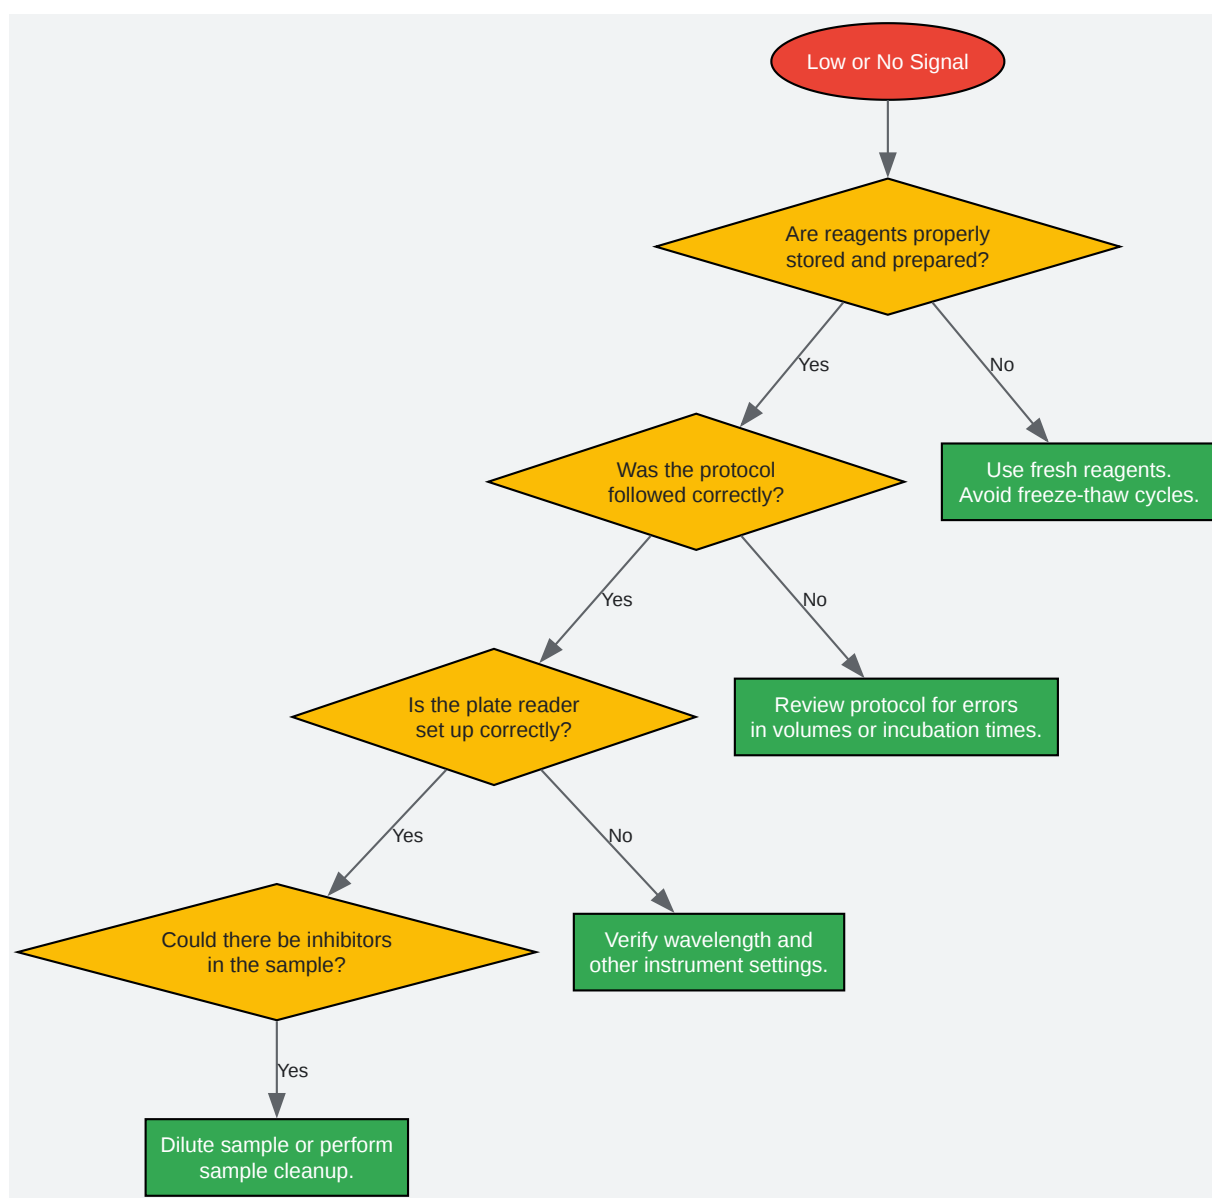 Low or No Signal
Are reagents properly
stored and prepared?
Yes
No
Was the protocol
followed correctly?
Use fresh reagents.
Avoid freeze-thaw cycles.
Yes
No
Is the plate reader
set up correctly?
Review protocol for errors
in volumes or incubation times.
Yes
No
Could there be inhibitors
in the sample?
Verify wavelength and
other instrument settings.
Yes
Dilute sample or perform
sample cleanup.